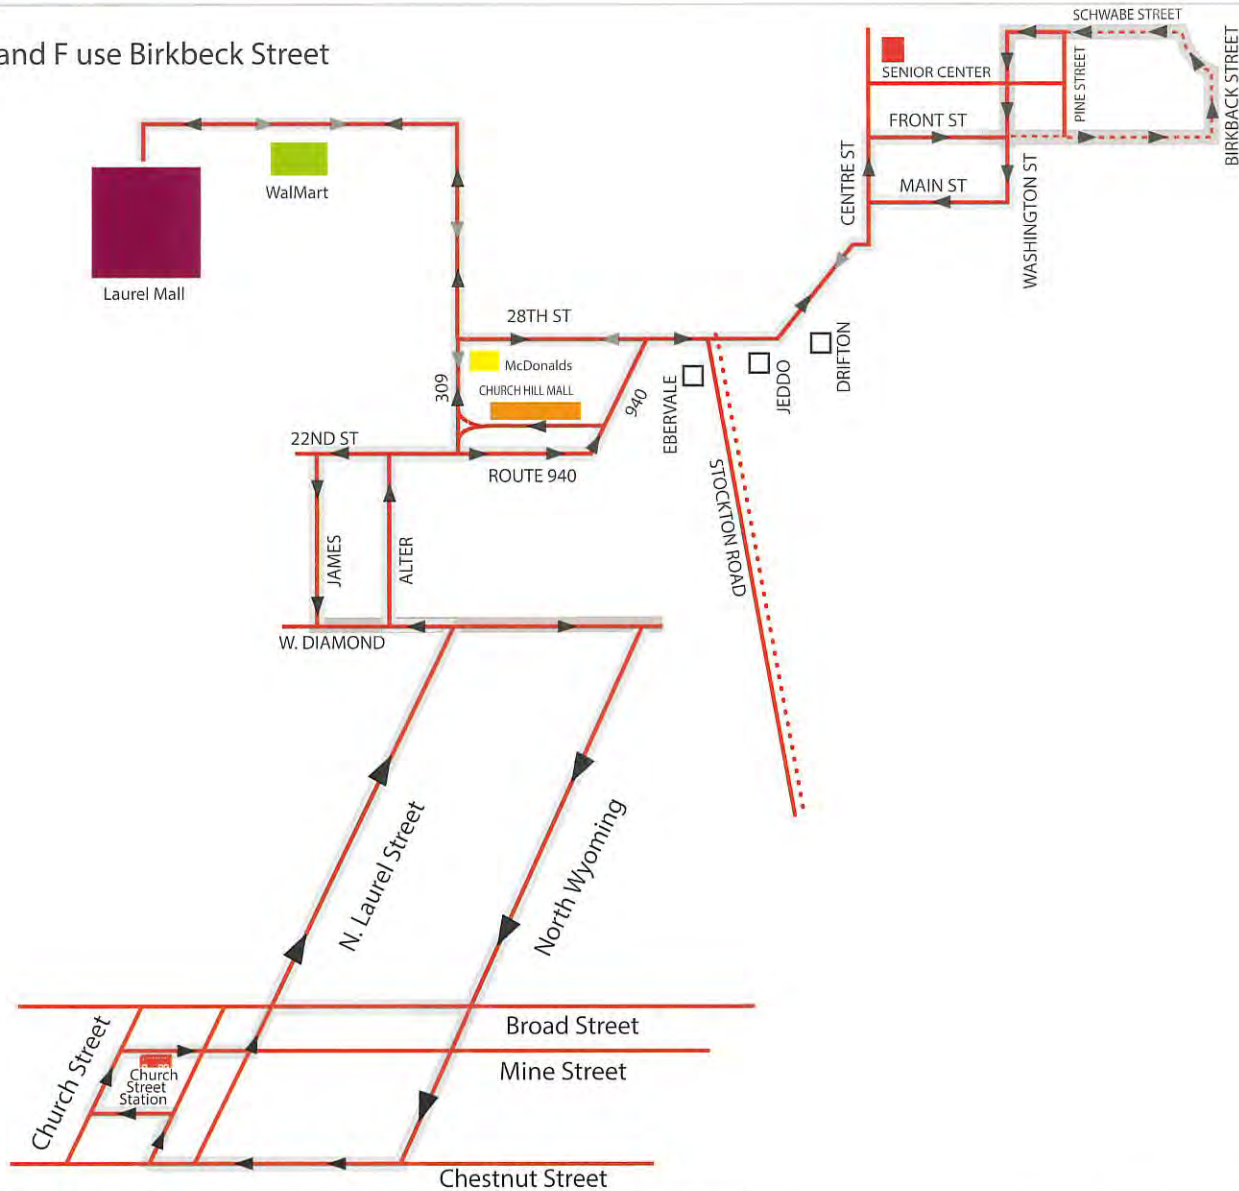 SCHWABE STREET
and F use Birkbeck Street
BIRKBACK STREET
SENIOR CENTER
PINE STREET
FRONT ST
CENTRE ST
MAIN ST
WASHINGTON ST
WalMart
Laurel Mall
28TH ST
McDonalds
309
CHURCH HILL MALL
940
EBERVALE
JEDDO
DRIFTON
22ND ST
ROUTE 940
STOCKTON ROAD
JAMES
ALTER
W. DIAMOND
N. Laurel Street
North Wyoming
Broad Street
Church Street
Mine Street
Church
Street
Station
Chestnut Street